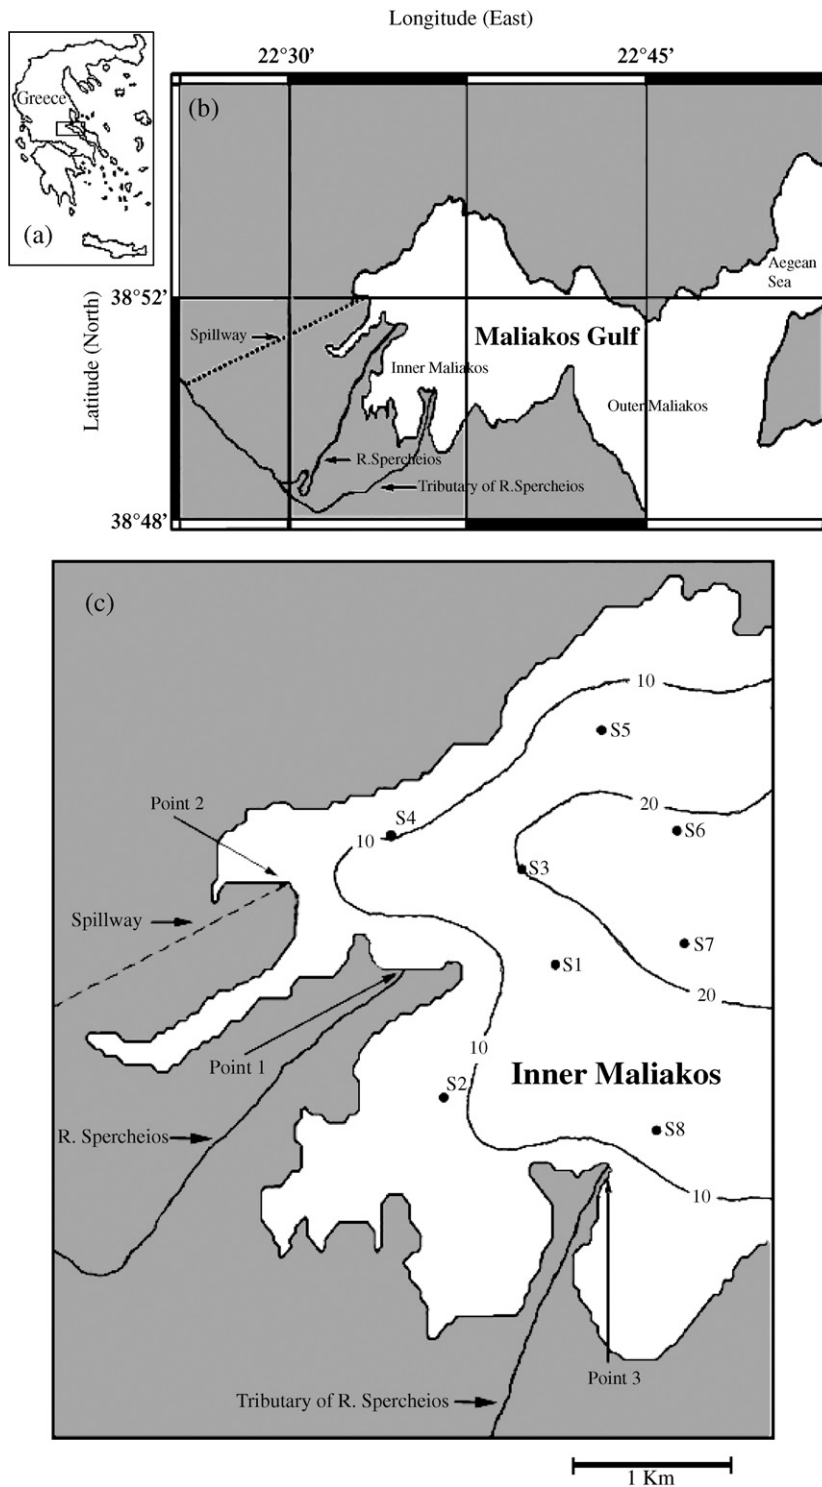 Longitude (East)
22°30'
22°45'
Greece
(a)
(b)
Latitude (North)
38°52'
38°48'
Aegean
Sea
Spillway
Maliakos Gulf
Inner Maliakos
Outer Maliakos
R.Spercheios
Tributary of R.Spercheios
(c)
10
S5
Point 2
20
S4
S6
10
S3
Spillway
S7
S1
20
10
Point 1
Inner Maliakos
S2
S8
R. Spercheios
10
Point 3
Tributary of R. Spercheios
1 Km